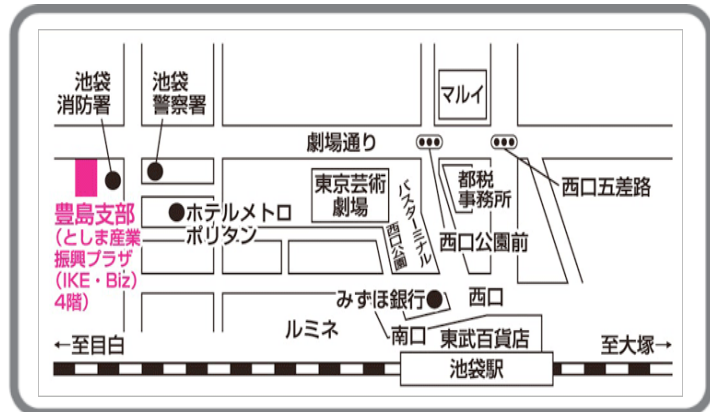 池袋
消防署
池袋
警察署
マルイ
劇場通り
東京芸術
劇場
バスターミナル
西口公園
都税
事務所
西口五差路
西口公園前
豊島支部
(としま産業
振興プラザ
(IKE・Biz)
4階)
ホテルメトロ
ポリタン
みずほ銀行
西口
ルミネ
南口
東武百貨店
←至目白
至大塚→
池袋駅